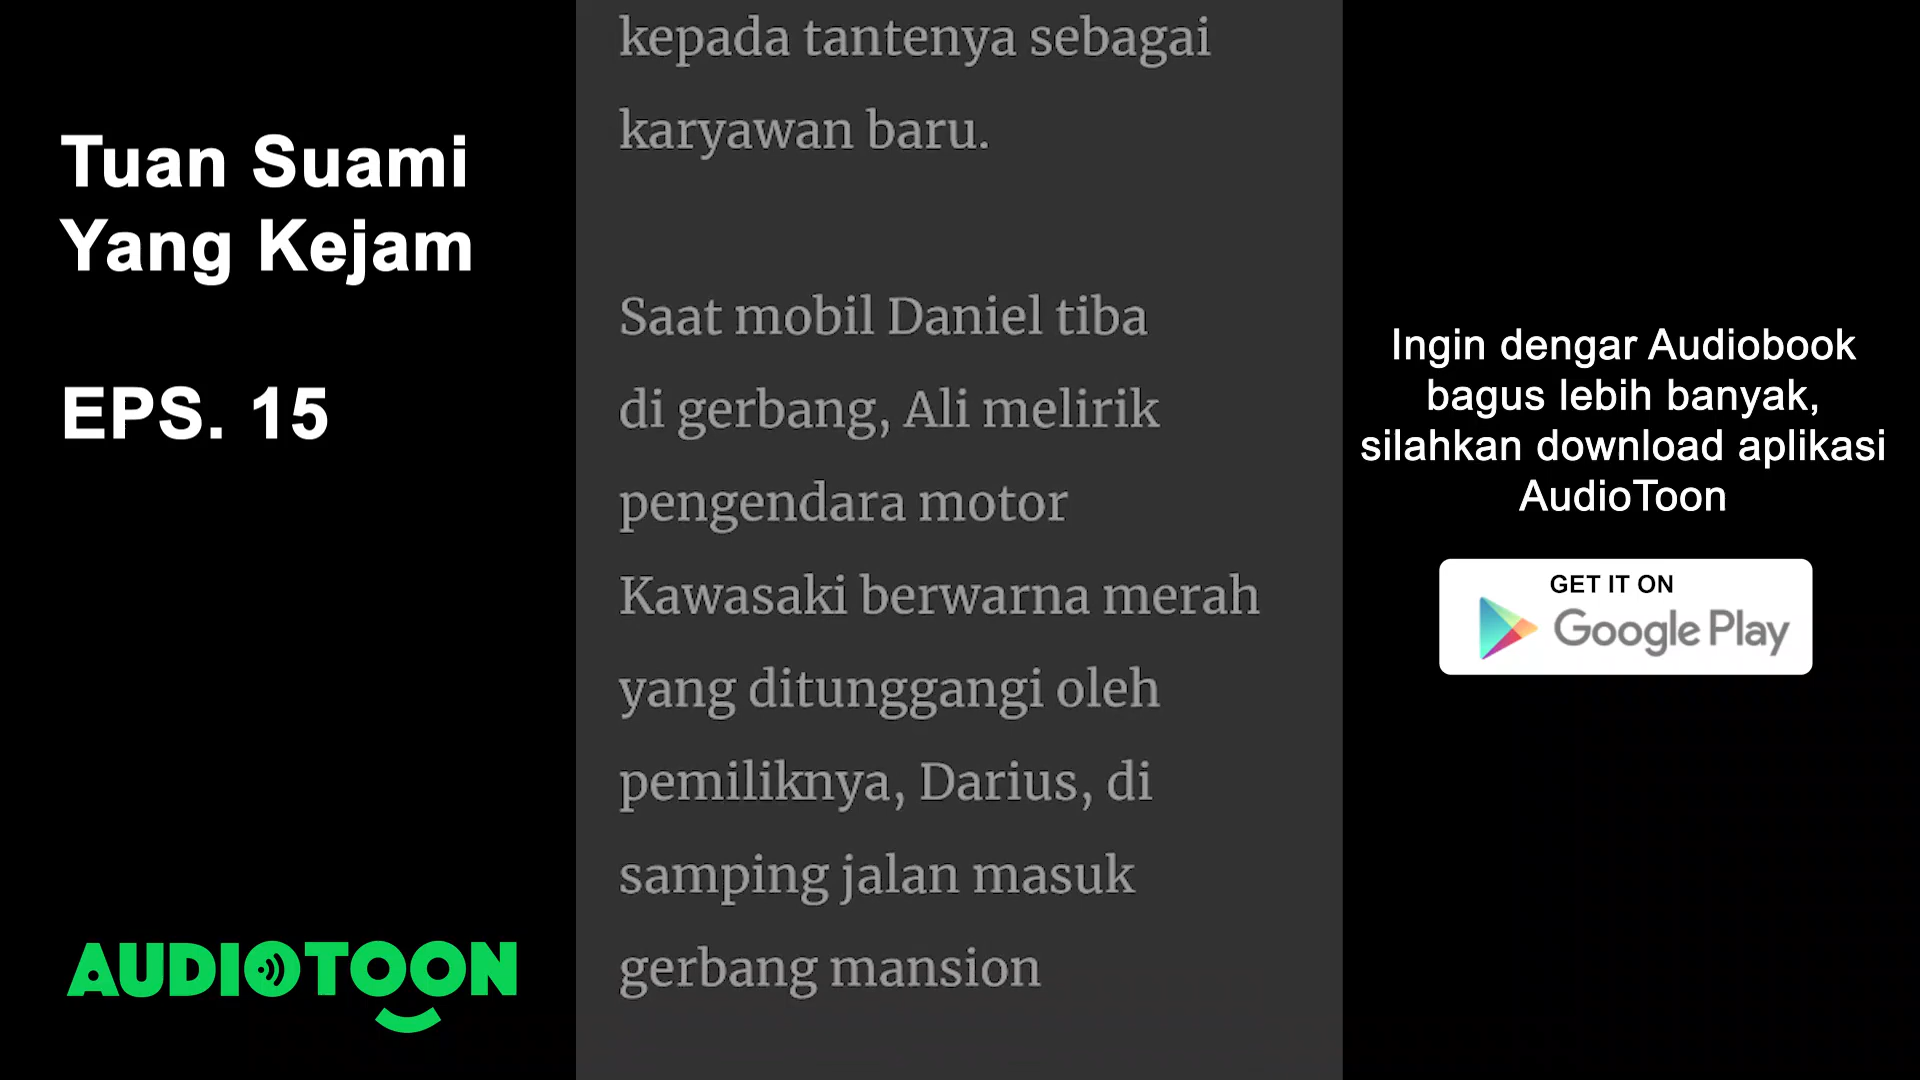 Tuan Suami
Yang Kejam
EPS. 15
AUDIOTOON
kepada tantenya sebagai
karyawan baru.
Saat mobil Daniel tiba
di gerbang, Ali melirik
pengendara motor
Kawasaki berwarna merah
yang ditunggangi oleh
pemiliknya, Darius, di
samping jalan masuk
gerbang mansion
Ingin dengar Audiobook
bagus lebih banyak,
silahkan download aplikasi
AudioToon
GET IT ON
Google Play